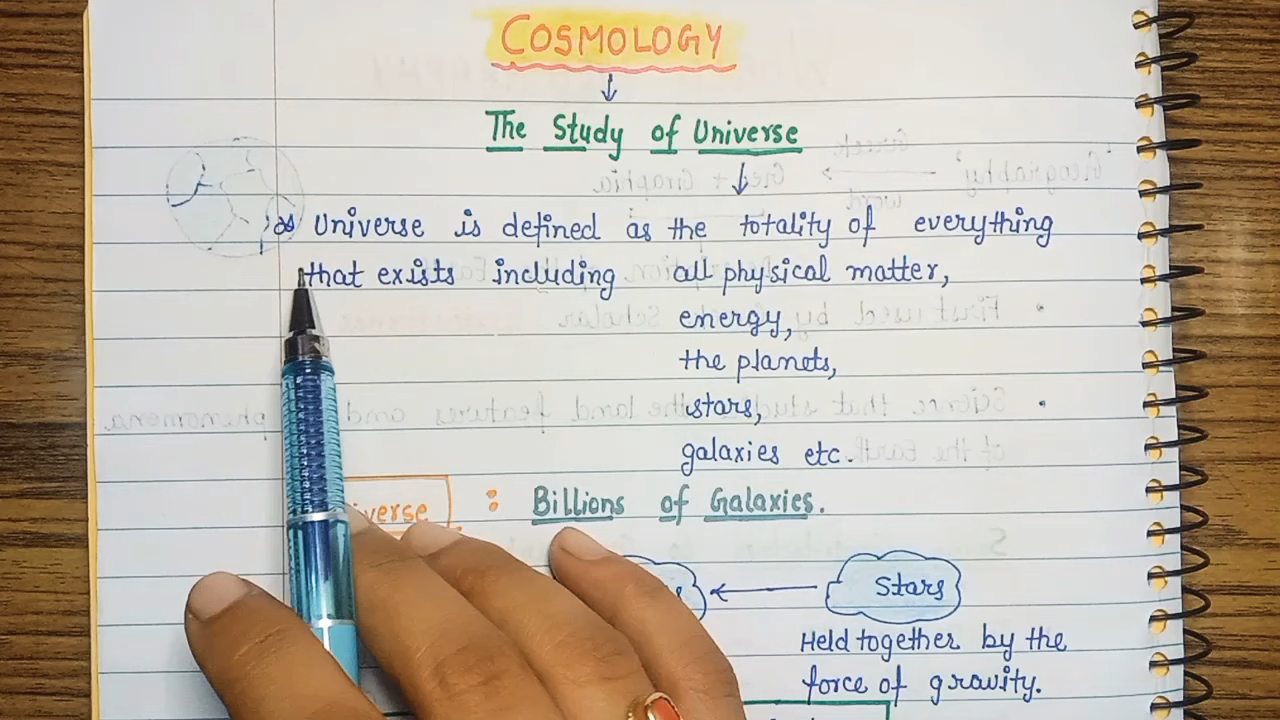 COSMOLOGY
The Study of Universe
Universe is defined as the totality of everything
that exists including all physical matter,
energy,
the planets,
stars,
galaxies etc.
: Billions of Galaxies.
Stars
Held together by the
force of gravity.